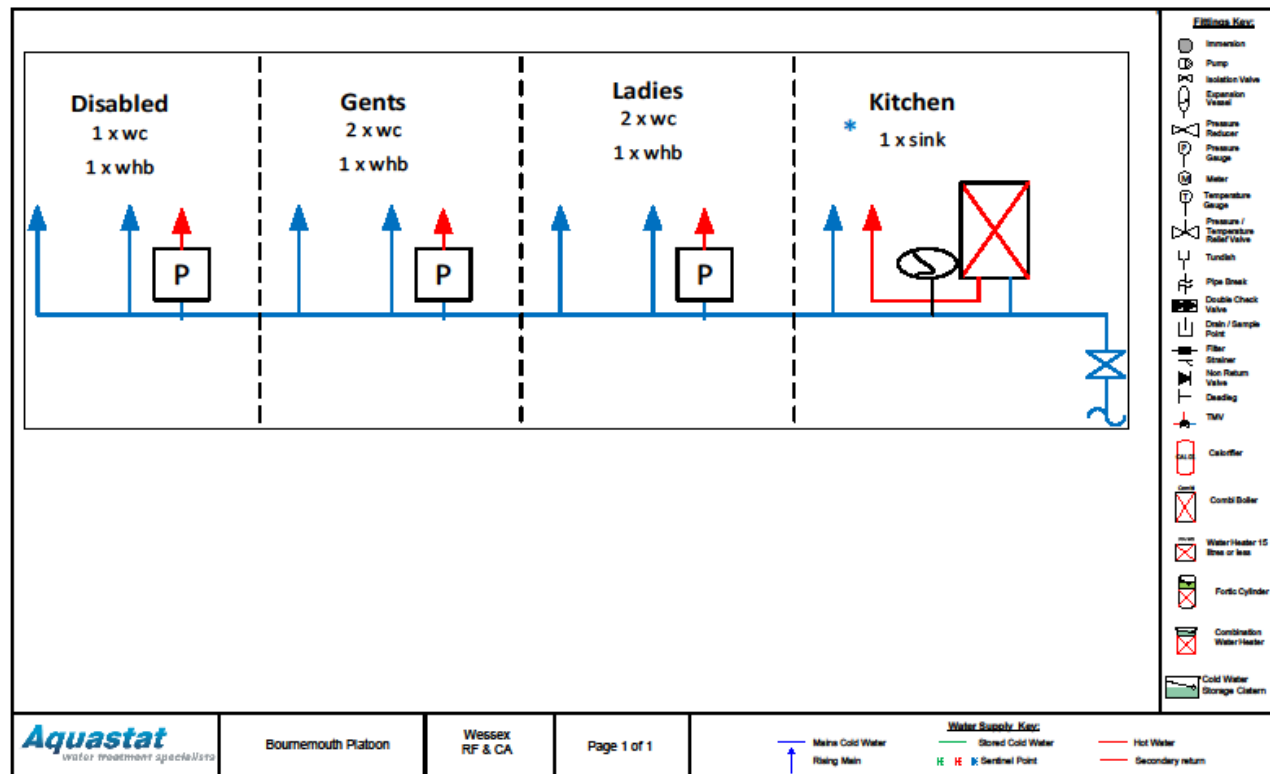 Disabled
1 x wc
1 x whb
P
Gents
2 x wc
1 x whb
P
Ladies
2 x wc
1 x whb
P
Kitchen
*
1 x sink
Fittings Key:
Immersion
Pump
Isolation Valve
Expansion
Vessel
Pressure
Reducer
P
Pressure
Gauge
M
Meter
T
Temperature
Gauge
Pressure /
Temperature
Relief Valve
Tundish
Pipe Break
Double Check
Valve
Drain / Sample
Point
Filter
Strainer
Non Return
Valve
Deadleg
TMV
Calorifier
Combi
Combi Boiler
Water Heater 15
litres or less
Fortic Cylinder
Combination
Water Heater
Cold Water
Storage Cistern
Aquastat
water treatment specialists
Bournemouth Platoon
Wessex
RF & CA
Page 1 of 1
Water Supply Key:
Mains Cold Water
Stored Cold Water
Hot Water
Rising Main
Sentinel Point
Secondary return